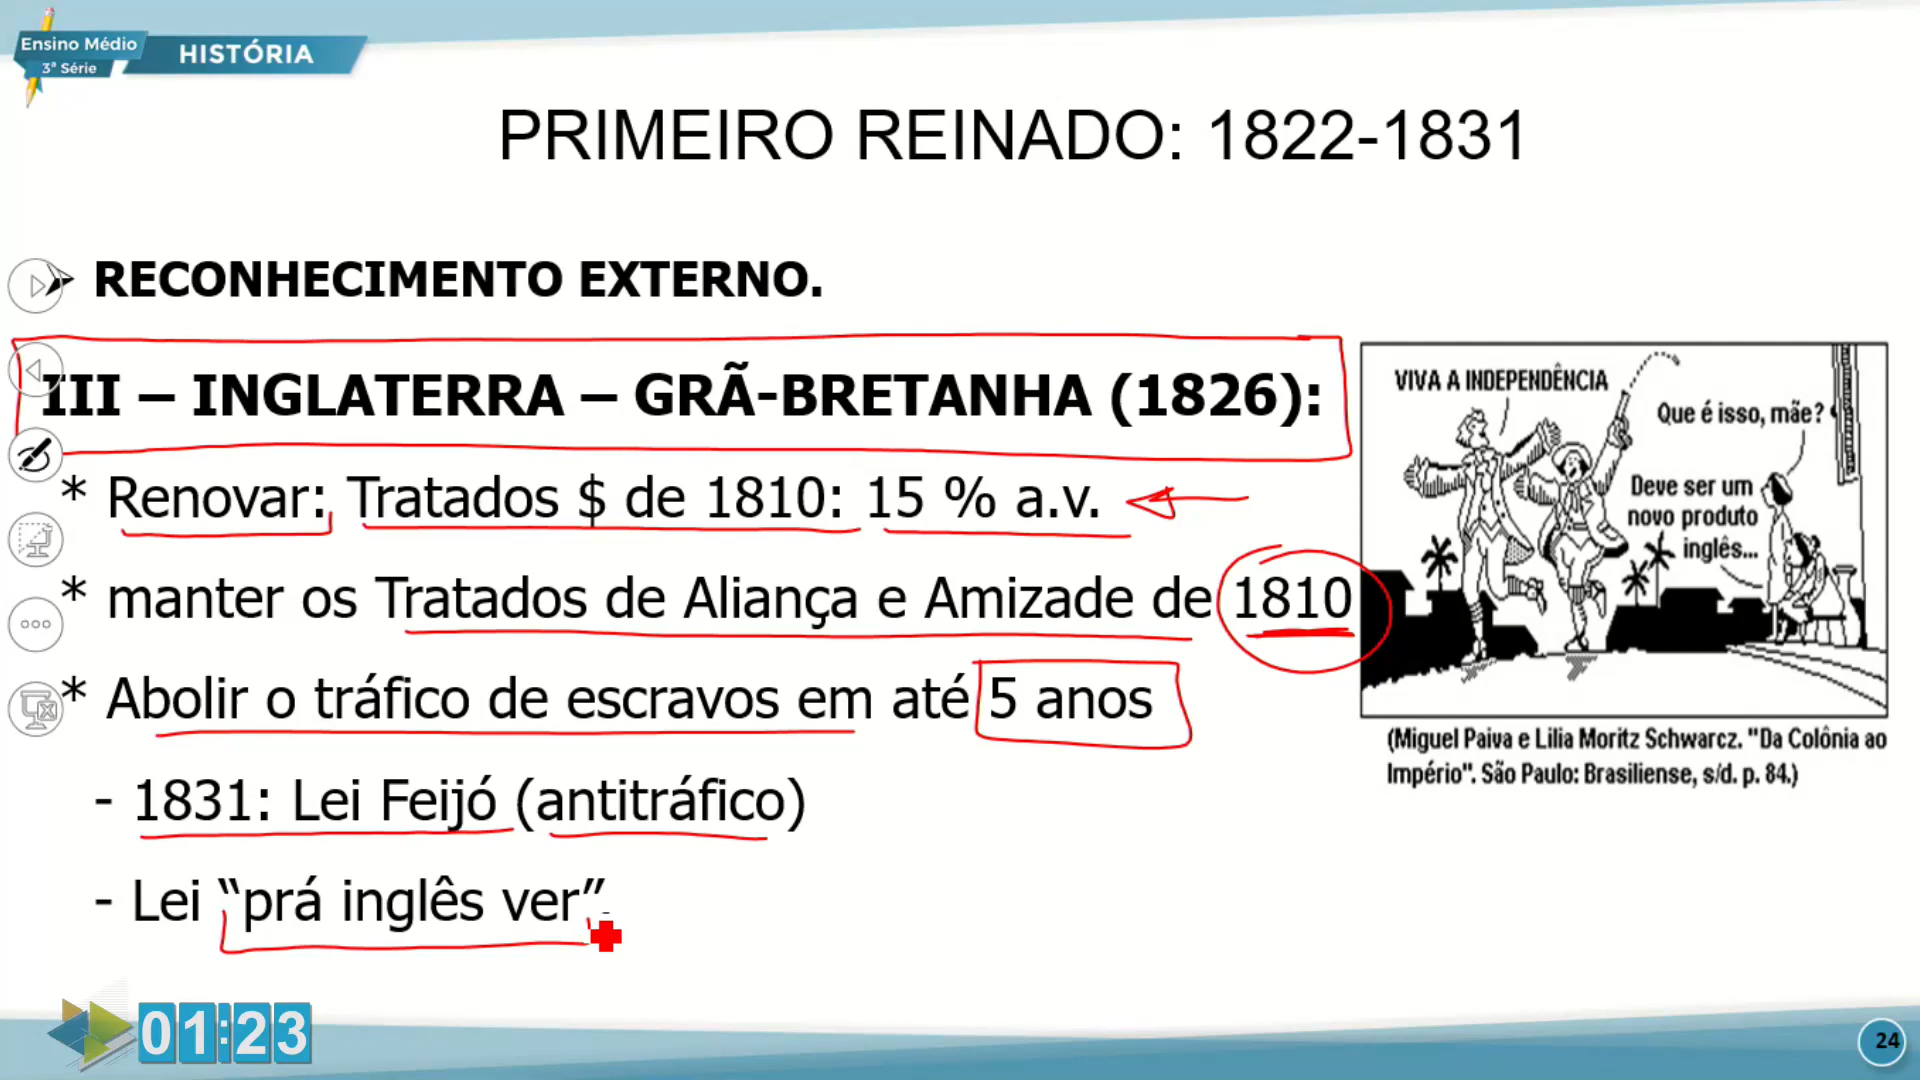 Ensino Médio
3ª Série
HISTÓRIA
PRIMEIRO REINADO: 1822-1831
➢ RECONHECIMENTO EXTERNO.
III – INGLATERRA – GRÃ-BRETANHA (1826):
* Renovar: Tratados $ de 1810: 15 % a.v.
* manter os Tratados de Aliança e Amizade de 1810
* Abolir o tráfico de escravos em até 5 anos
- 1831: Lei Feijó (antitráfico)
- Lei “prá inglês ver”.
VIVA A INDEPENDÊNCIA
Que é isso, mãe?
Deve ser um
novo produto
inglês...
(Miguel Paiva e Lilia Moritz Schwarcz. "Da Colônia ao
Império". São Paulo: Brasiliense, s/d. p. 84.)
01:23
24